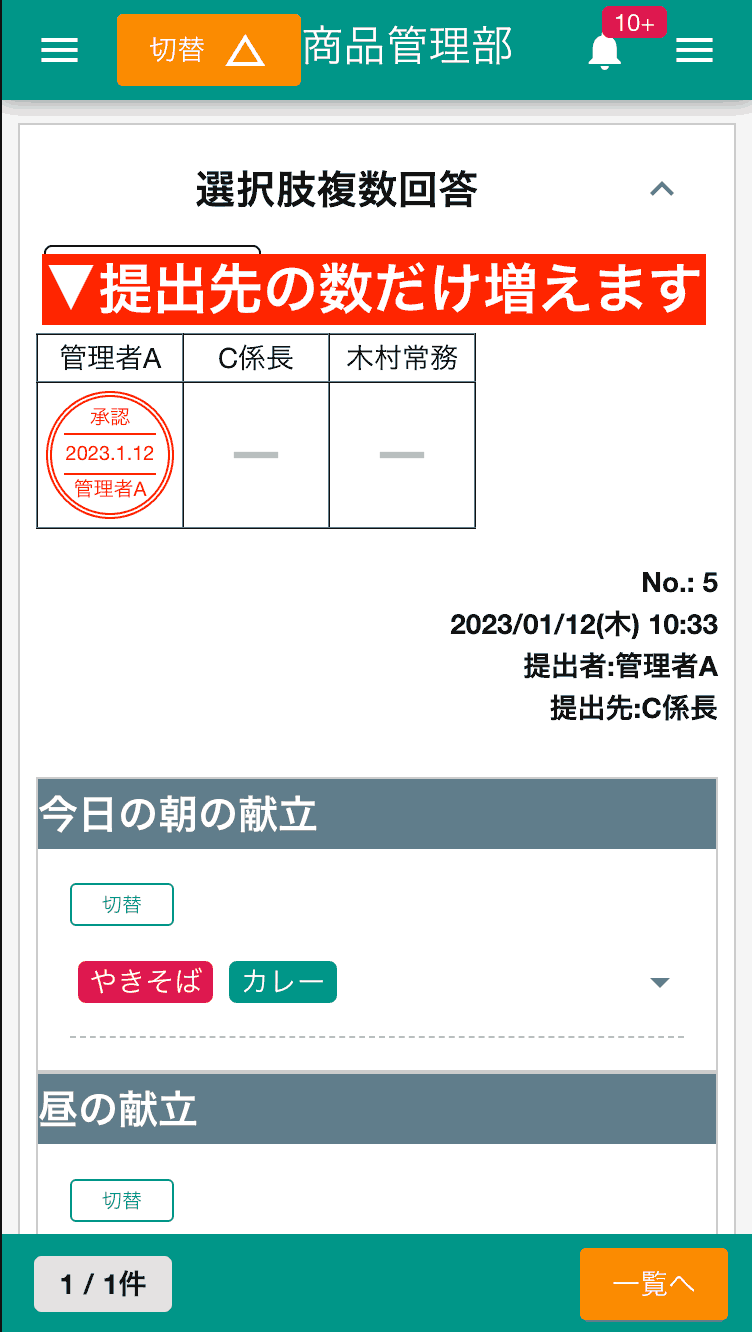 切替 商品管理部 10+
選択肢複数回答
▼提出先の数だけ増えます
管理者A C係長 木村常務
承認
2023.1.12
管理者A
No.: 5
2023/01/12(木) 10:33
提出者:管理者A
提出先:C係長
今日の朝の献立
切替
やきそば カレー
昼の献立
切替
1 / 1件 一覧へ